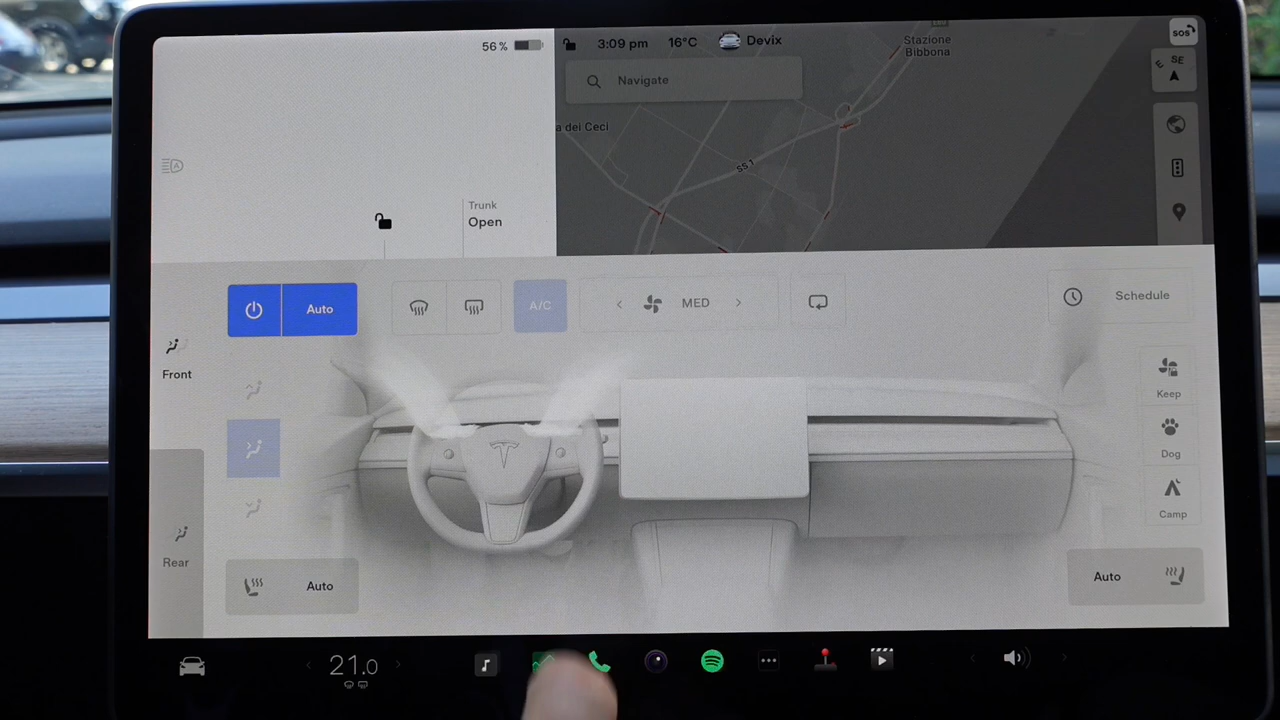 56 %
3:09 pm 16°C Devix
Stazione
Bibbona
sos
E SE
Navigate
a dei Ceci
SS 1
A
Trunk
Open
Auto
A/C
MED
Schedule
Front
Keep
Dog
Camp
Rear
Auto
Auto
21.0